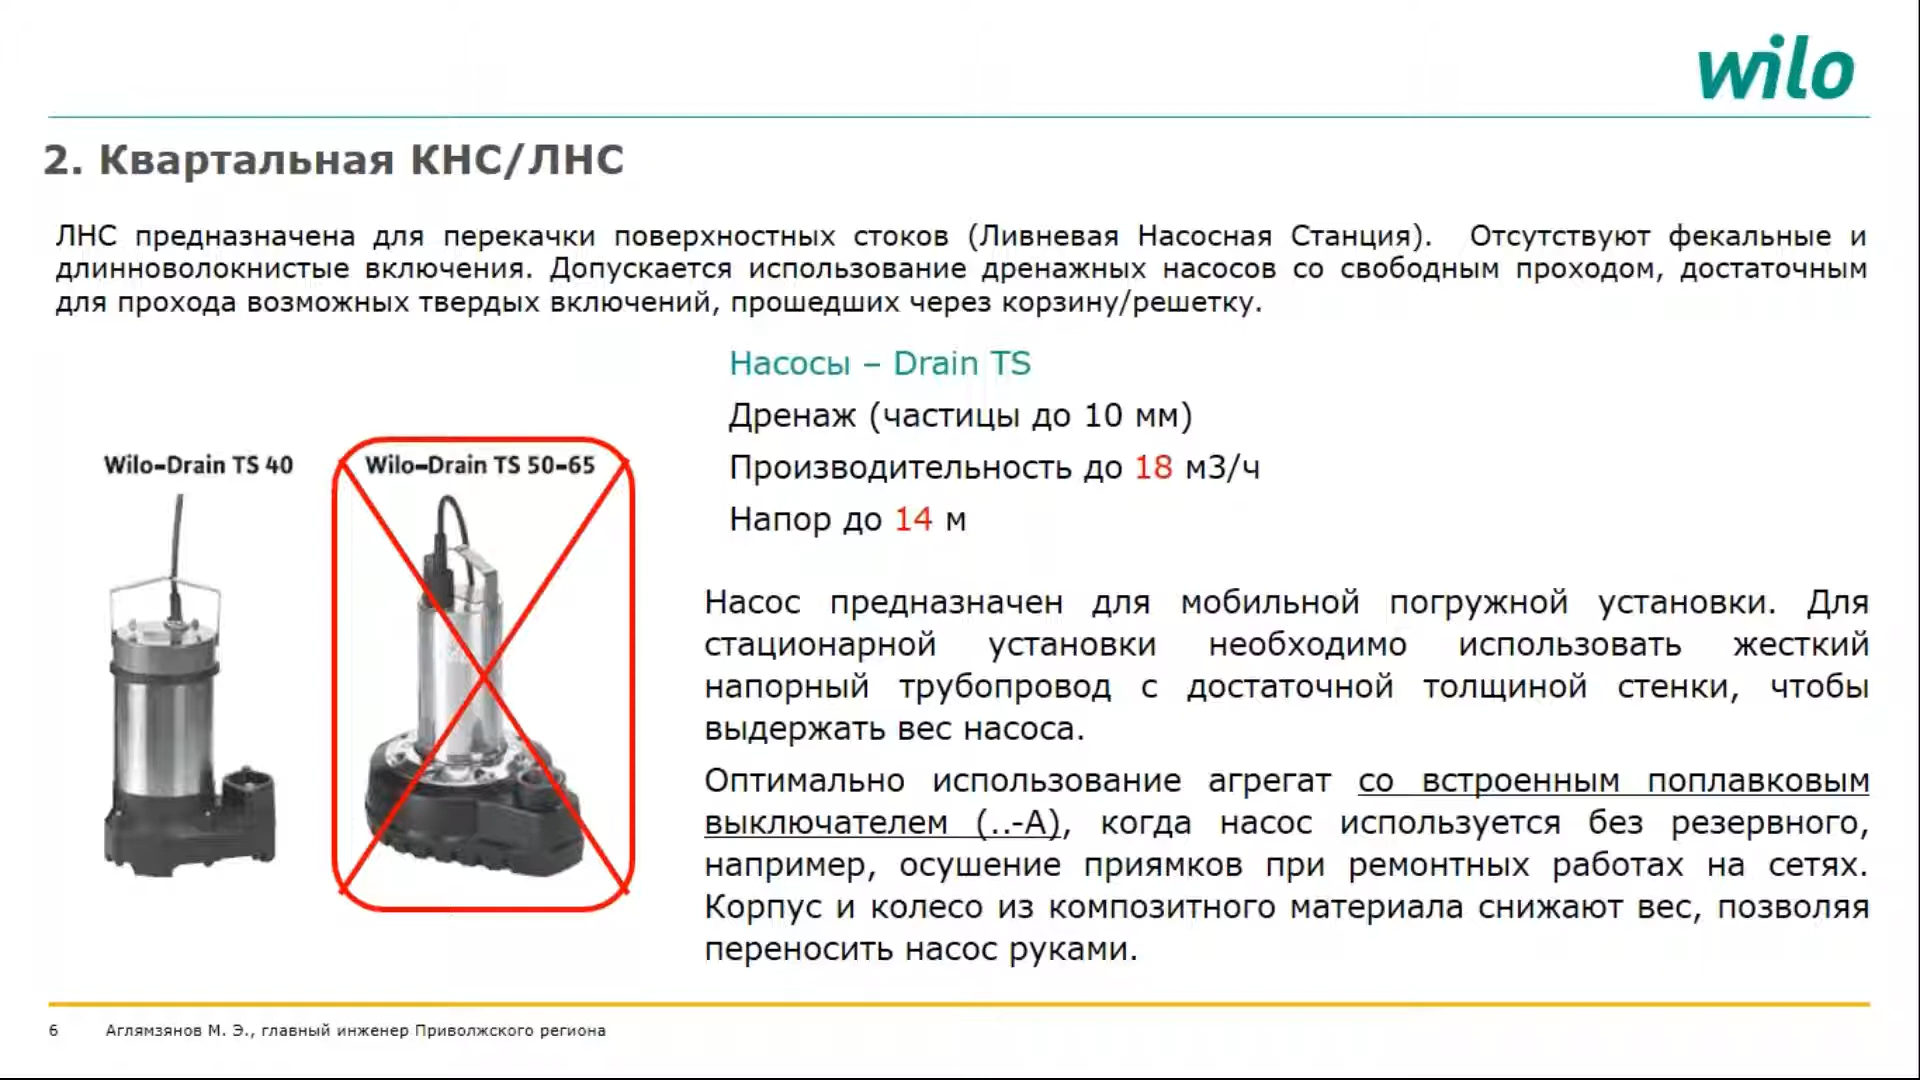 wilo
2. Квартальная КНС/ЛНС
ЛНС предназначена для перекачки поверхностных стоков (Ливневая Насосная Станция). Отсутствуют фекальные и
длинноволокнистые включения. Допускается использование дренажных насосов со свободным проходом, достаточным
для прохода возможных твердых включений, прошедших через корзину/решетку.
Насосы – Drain TS
Дренаж (частицы до 10 мм)
Производительность до 18 м3/ч
Напор до 14 м
Wilo-Drain TS 40
Wilo-Drain TS 50-65
Насос предназначен для мобильной погружной установки. Для
стационарной установки необходимо использовать жесткий
напорный трубопровод с достаточной толщиной стенки, чтобы
выдержать вес насоса.
Оптимально использование агрегат со встроенным поплавковым
выключателем (..-А), когда насос используется без резервного,
например, осушение приямков при ремонтных работах на сетях.
Корпус и колесо из композитного материала снижают вес, позволяя
переносить насос руками.
6 Аглямзянов М. Э., главный инженер Приволжского региона